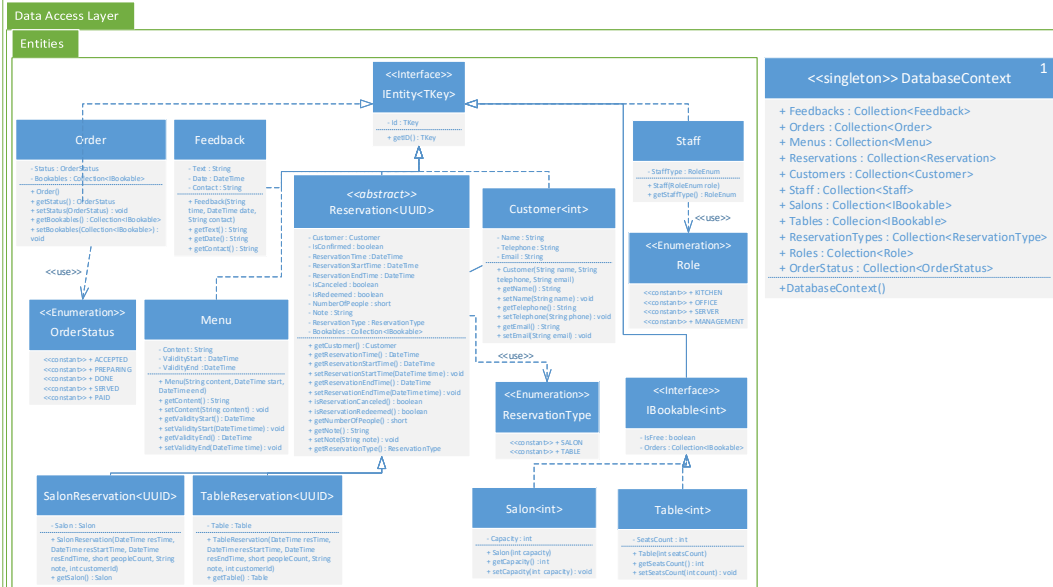 Data Access Layer
Entities
<<Interface>>
IEntity<TKey>
- Id : TKey
+ getID() : TKey
Order
- Status : OrderStatus
- Bookables : Collection<IBookable>
+ Order()
+ getStatus() : OrderStatus
+ setStatus(OrderStatus) : void
+ getBookables() : Collection<IBookable>
+ setBookables(Collection<IBookable>) :
void
Feedback
- Text : String
- Date : DateTime
- Contact : String
+ Feedback(String
time, DateTime date,
String contact)
+ getText() : String
+ getDate() : String
+ getContact() : String
<<abstract>>
Reservation<UUID>
- Customer : Customer
- IsConfirmed : boolean
- ReservationTime : DateTime
- ReservationStartTime : DateTime
- ReservationEndTime : DateTime
- IsCanceled : boolean
- IsRedeemed : boolean
- NumberOfPeople : short
- Note : String
- ReservationType : ReservationType
- Bookables : Collection<IBookable>
+ getCustomer() : Customer
+ getReservationTime() : DateTime
+ getReservationStartTime() : DateTime
+ setReservationStartTime(DateTime time) : void
+ getReservationEndTime() : DateTime
+ setReservationEndTime(DateTime time) : void
+ isReservationCanceled() : boolean
+ isReservationRedeemed() : boolean
+ getNumberOfPeople() : short
+ getNote() : String
+ setNote(String note) : void
+ getReservationType() : ReservationType
Customer<int>
- Name : String
- Telephone : String
- Email : String
+ Customer(String name, String
telephone, String email)
+ getName() : String
+ setName(String name) : void
+ getTelephone() : String
+ setTelephone(String phone) : void
+ getEmail() : String
+ setEmail(String email) : void
Staff
- StaffType : RoleEnum
+ Staff(RoleEnum role)
+ getStaffType() : RoleEnum
<<use>>
<<Enumeration>>
Role
<<constant>> + KITCHEN
<<constant>> + OFFICE
<<constant>> + SERVER
<<constant>> + MANAGEMENT
<<use>>
<<Enumeration>>
OrderStatus
<<constant>> + ACCEPTED
<<constant>> + PREPARING
<<constant>> + DONE
<<constant>> + SERVED
<<constant>> + PAID
Menu
- Content : String
- ValidityStart : DateTime
- ValidityEnd : DateTime
+ Menu(String content, DateTime start,
DateTime end)
+ getContent() : String
+ setContent(String content) : void
+ getValidityStart() : DateTime
+ setValidityStart(DateTime time) : void
+ getValidityEnd() : DateTime
+ setValidityEnd(DateTime time) : void
<<use>>
<<Enumeration>>
ReservationType
<<constant>> + SALON
<<constant>> + TABLE
<<Interface>>
IBookable<int>
- IsFree : boolean
- Orders : Collection<IBookable>
SalonReservation<UUID>
- Salon : Salon
+ SalonReservation(DateTime resTime,
DateTime resStartTime, DateTime
resEndTime, short peopleCount, String
note, int customerId)
+ getSalon() : Salon
TableReservation<UUID>
- Table : Table
+ TableReservation(DateTime resTime,
DateTime resStartTime, DateTime
resEndTime, short peopleCount, String
note, int customerId)
+ getTable() : Table
Salon<int>
- Capacity : int
+ Salon(int capacity)
+ getCapacity() : int
+ setCapacity(int capacity) : void
Table<int>
- SeatsCount : Int
+ Table(int seatsCount)
+ getSeatsCount() : int
+ setSeatsCount(int count) : void
<<singleton>> DatabaseContext
1
+ Feedbacks : Collection<Feedback>
+ Orders : Collection<Order>
+ Menus : Collection<Menu>
+ Reservations : Collection<Reservation>
+ Customers : Collection<Customer>
+ Staff : Collection<Staff>
+ Salons : Collection<IBookable>
+ Tables : Collecion<IBookable>
+ ReservationTypes : Collection<ReservationType>
+ Roles : Colection<Role>
+ OrderStatus : Collection<OrderStatus>
+DatabaseContext()